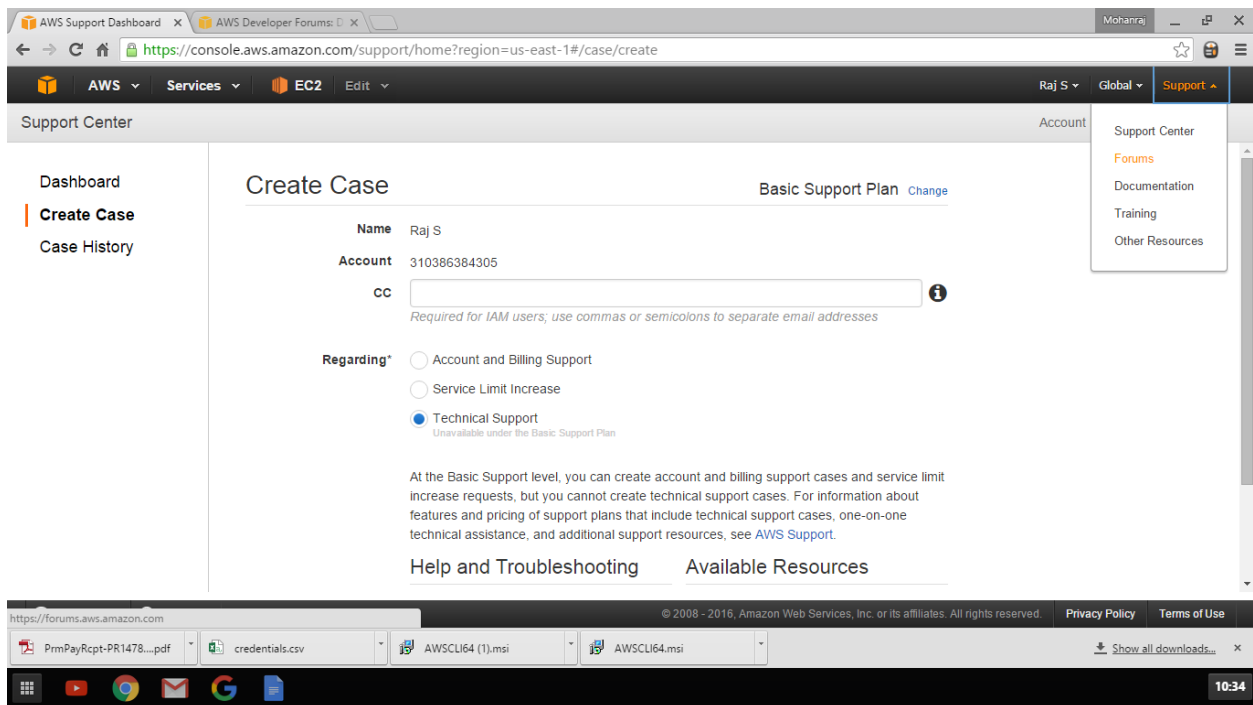 AWS Support Dashboard
AWS Developer Forums: D
Mohanraj
https://console.aws.amazon.com/support/home?region=us-east-1#/case/create
AWS
Services
EC2
Edit
Raj S
Global
Support
Support Center
Account
Support Center
Forums
Documentation
Training
Other Resources
Dashboard
Create Case
Case History
Create Case
Basic Support Plan Change
Name Raj S
Account 310386384305
CC
Required for IAM users; use commas or semicolons to separate email addresses
Regarding*
Account and Billing Support
Service Limit Increase
Technical Support
Unavailable under the Basic Support Plan
At the Basic Support level, you can create account and billing support cases and service limit
increase requests, but you cannot create technical support cases. For information about
features and pricing of support plans that include technical support cases, one-on-one
technical assistance, and additional support resources, see AWS Support.
Help and Troubleshooting
Available Resources
https://forums.aws.amazon.com
© 2008 - 2016, Amazon Web Services, Inc. or its affiliates. All rights reserved.
Privacy Policy
Terms of Use
PrmPayRcpt-PR1478....pdf
credentials.csv
AWSCLI64 (1).msi
AWSCLI64.msi
Show all downloads...
10:34